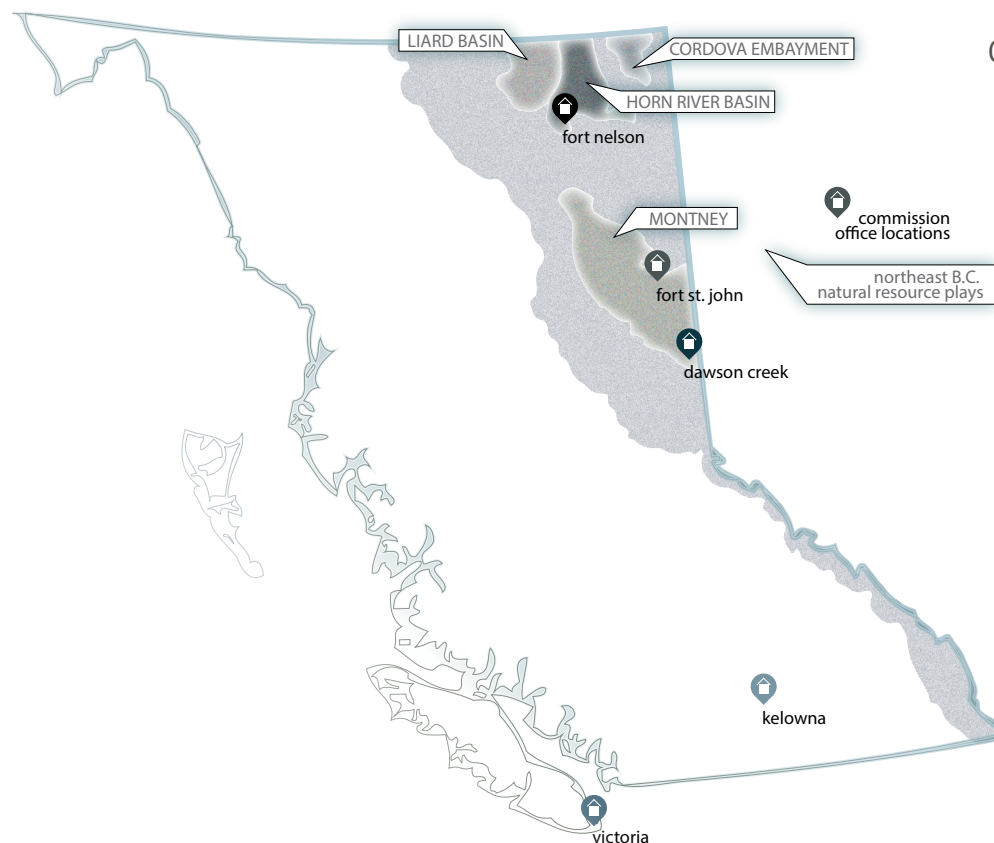 LIARD BASIN
CORDOVA EMBAYMENT
HORN RIVER BASIN
fort nelson
MONTNEY
commission
office locations
northeast B.C.
natural resource plays
fort st. john
dawson creek
kelowna
victoria